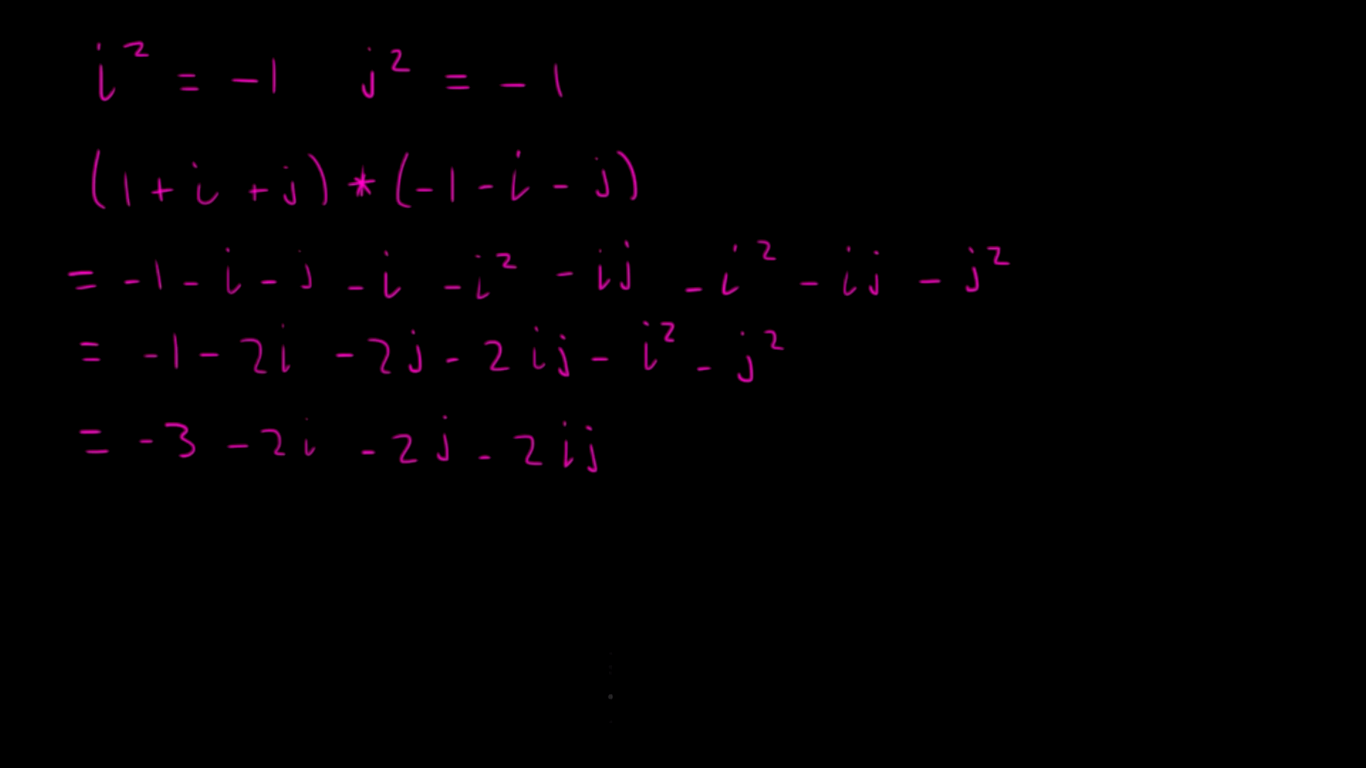 i² = -1 j² = - 1
(1 + i + j) * (-1 - i - j)
= -1 - i - j - i - i² - ij - i² - ij - j²
= -1 - 2i - 2j - 2ij - i² - j²
= -3 - 2i - 2j - 2ij